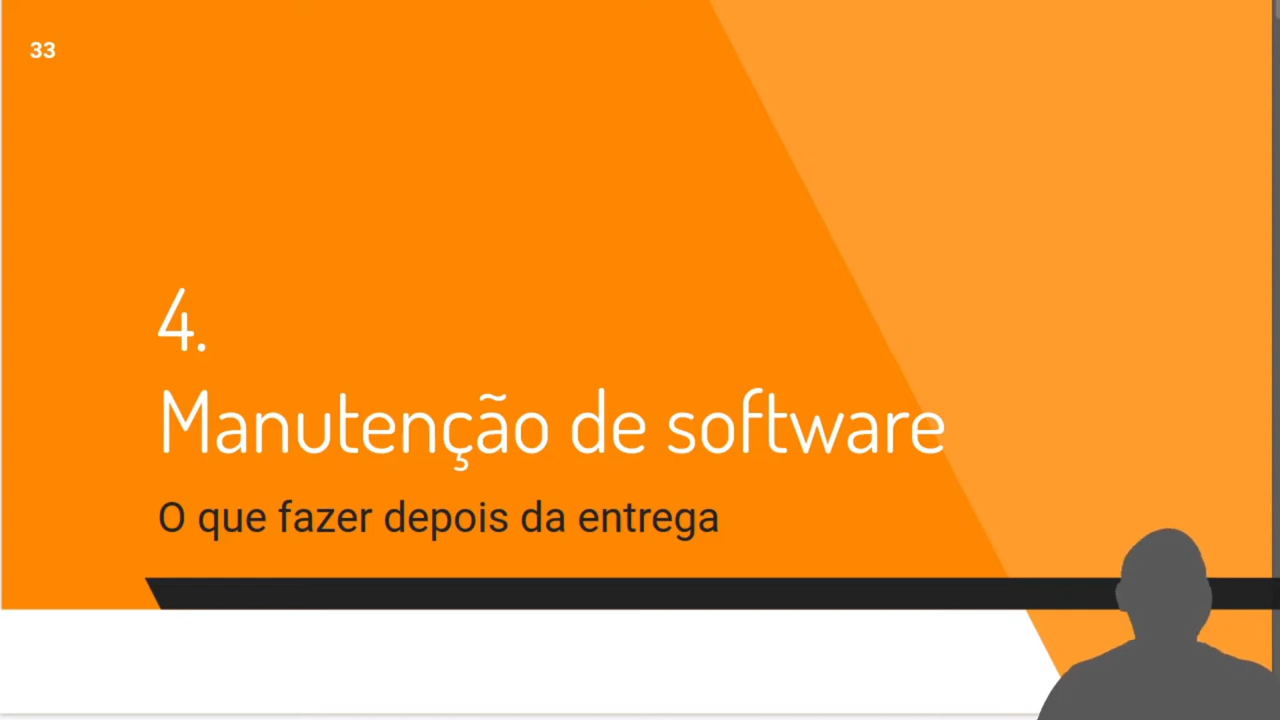 33
4.
Manutenção de software
O que fazer depois da entrega